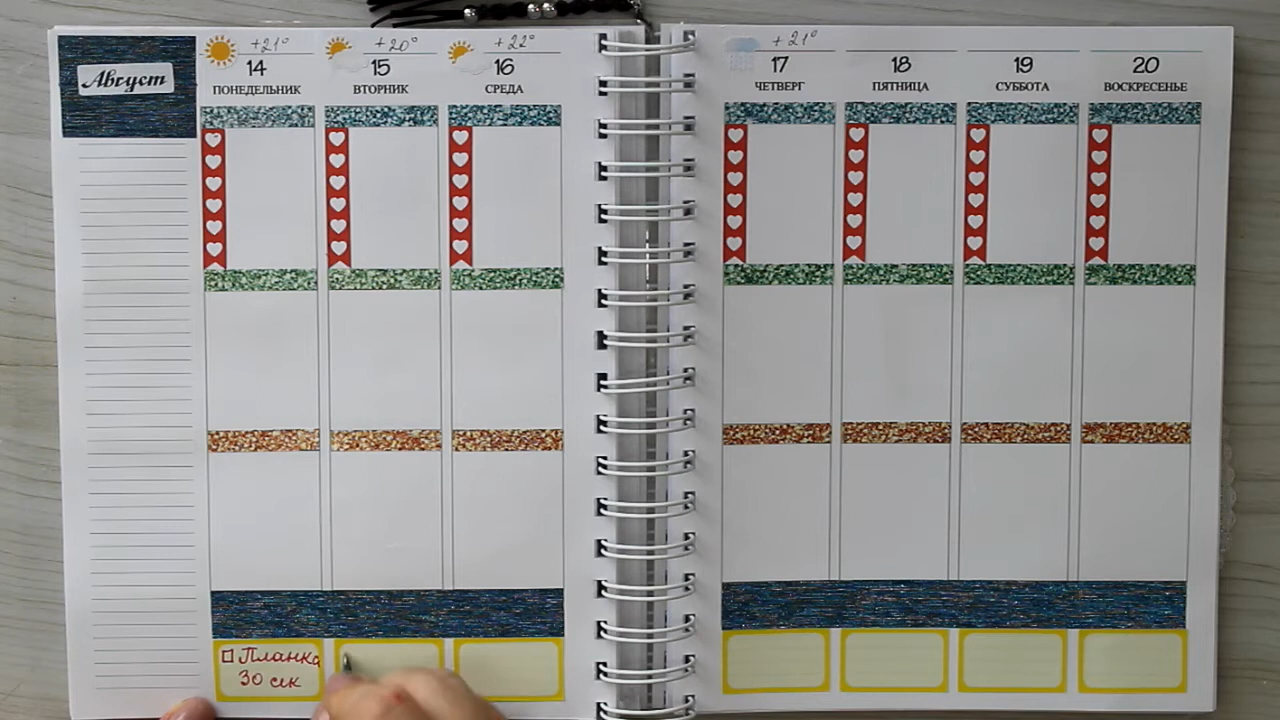 Август
+21° +20° +22° +21°
14 15 16 17 18 19 20
ПОНЕДЕЛЬНИК ВТОРНИК СРЕДА ЧЕТВЕРГ ПЯТНИЦА СУББОТА ВОСКРЕСЕНЬЕ
Планка
30 сек